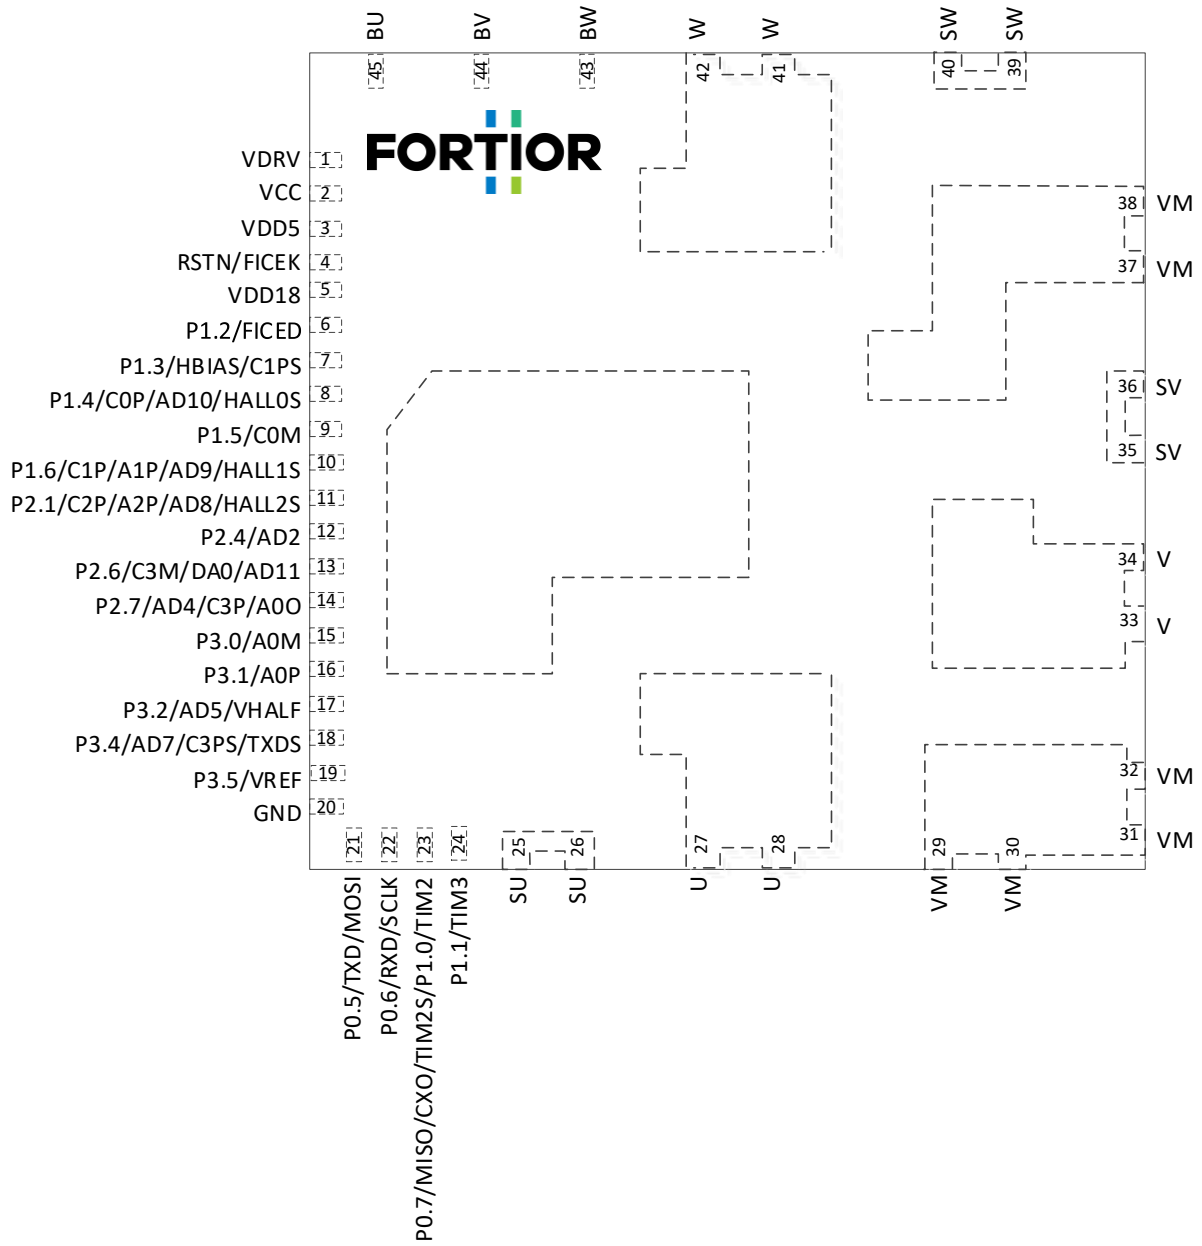 BU
BV
BW
W
W
SW
SW
45
44
43
42
41
40
39
FORTIOR
VDRV 1
VCC 2
VDD5 3
RSTN/FICEK 4
VDD18 5
P1.2/FICED 6
P1.3/HBIAS/C1PS 7
P1.4/C0P/AD10/HALL0S 8
P1.5/C0M 9
P1.6/C1P/A1P/AD9/HALL1S 10
P2.1/C2P/A2P/AD8/HALL2S 11
P2.4/AD2 12
P2.6/C3M/DA0/AD11 13
P2.7/AD4/C3P/A0O 14
P3.0/A0M 15
P3.1/A0P 16
P3.2/AD5/VHALF 17
P3.4/AD7/C3PS/TXDS 18
P3.5/VREF 19
GND 20
38 VM
37 VM
36 SV
35 SV
34 V
33 V
32 VM
31 VM
21
22
23
24
25
26
27
28
29
30
P0.5/TXD/MOSI
P0.6/RXD/SCLK
P0.7/MISO/CXO/TIM2S/P1.0/TIM2
P1.1/TIM3
SU
SU
U
U
VM
VM